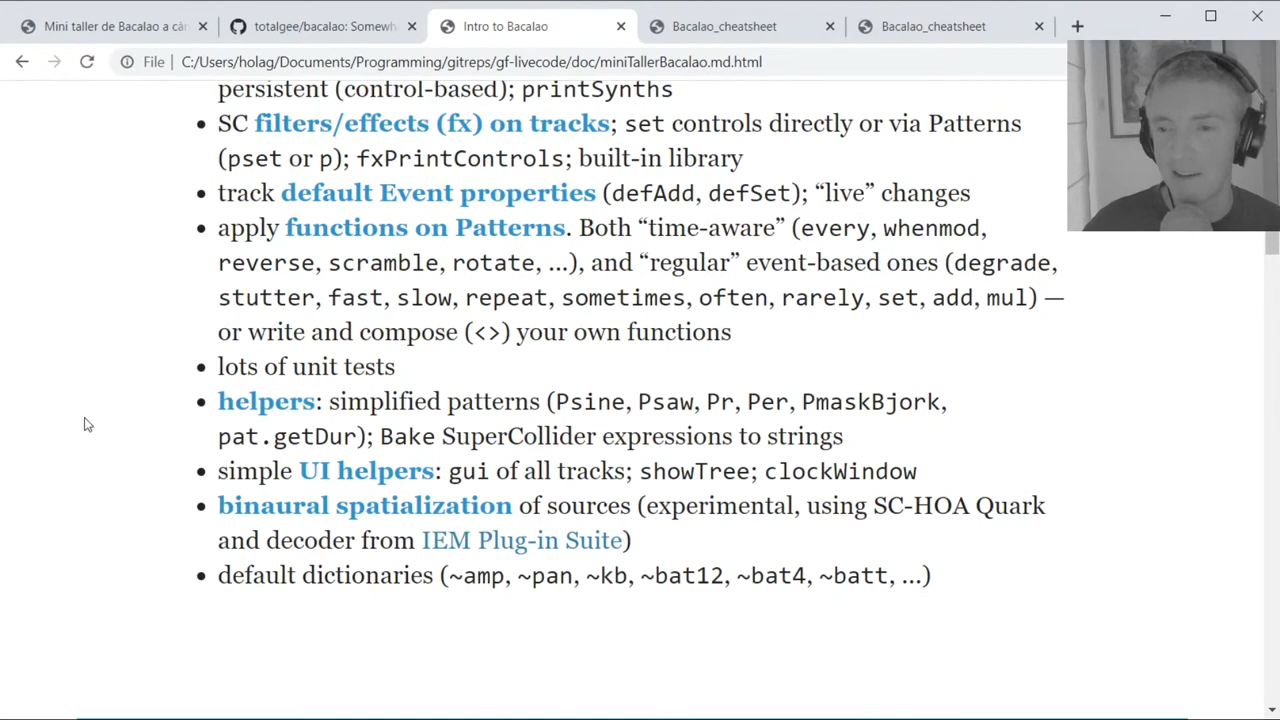 Mini taller de Bacalao a càr
totalgee/bacalao: Somewh
Intro to Bacalao
Bacalao_cheatsheet
Bacalao_cheatsheet
File
C:/Users/holag/Documents/Programming/gitreps/gf-livecode/doc/miniTallerBacalao.md.html
persistent (control-based); printSynths
• SC filters/effects (fx) on tracks; set controls directly or via Patterns
(pset or p); fxPrintControls; built-in library
• track default Event properties (defAdd, defSet); “live” changes
• apply functions on Patterns. Both “time-aware” (every, whenmod,
reverse, scramble, rotate, …), and “regular” event-based ones (degrade,
stutter, fast, slow, repeat, sometimes, often, rarely, set, add, mul) —
or write and compose (<>) your own functions
• lots of unit tests
• helpers: simplified patterns (Psine, Psaw, Pr, Per, PmaskBjork,
pat.getDur); Bake SuperCollider expressions to strings
• simple UI helpers: gui of all tracks; showTree; clockWindow
• binaural spatialization of sources (experimental, using SC-HOA Quark
and decoder from IEM Plug-in Suite)
• default dictionaries (~amp, ~pan, ~kb, ~bat12, ~bat4, ~batt, …)